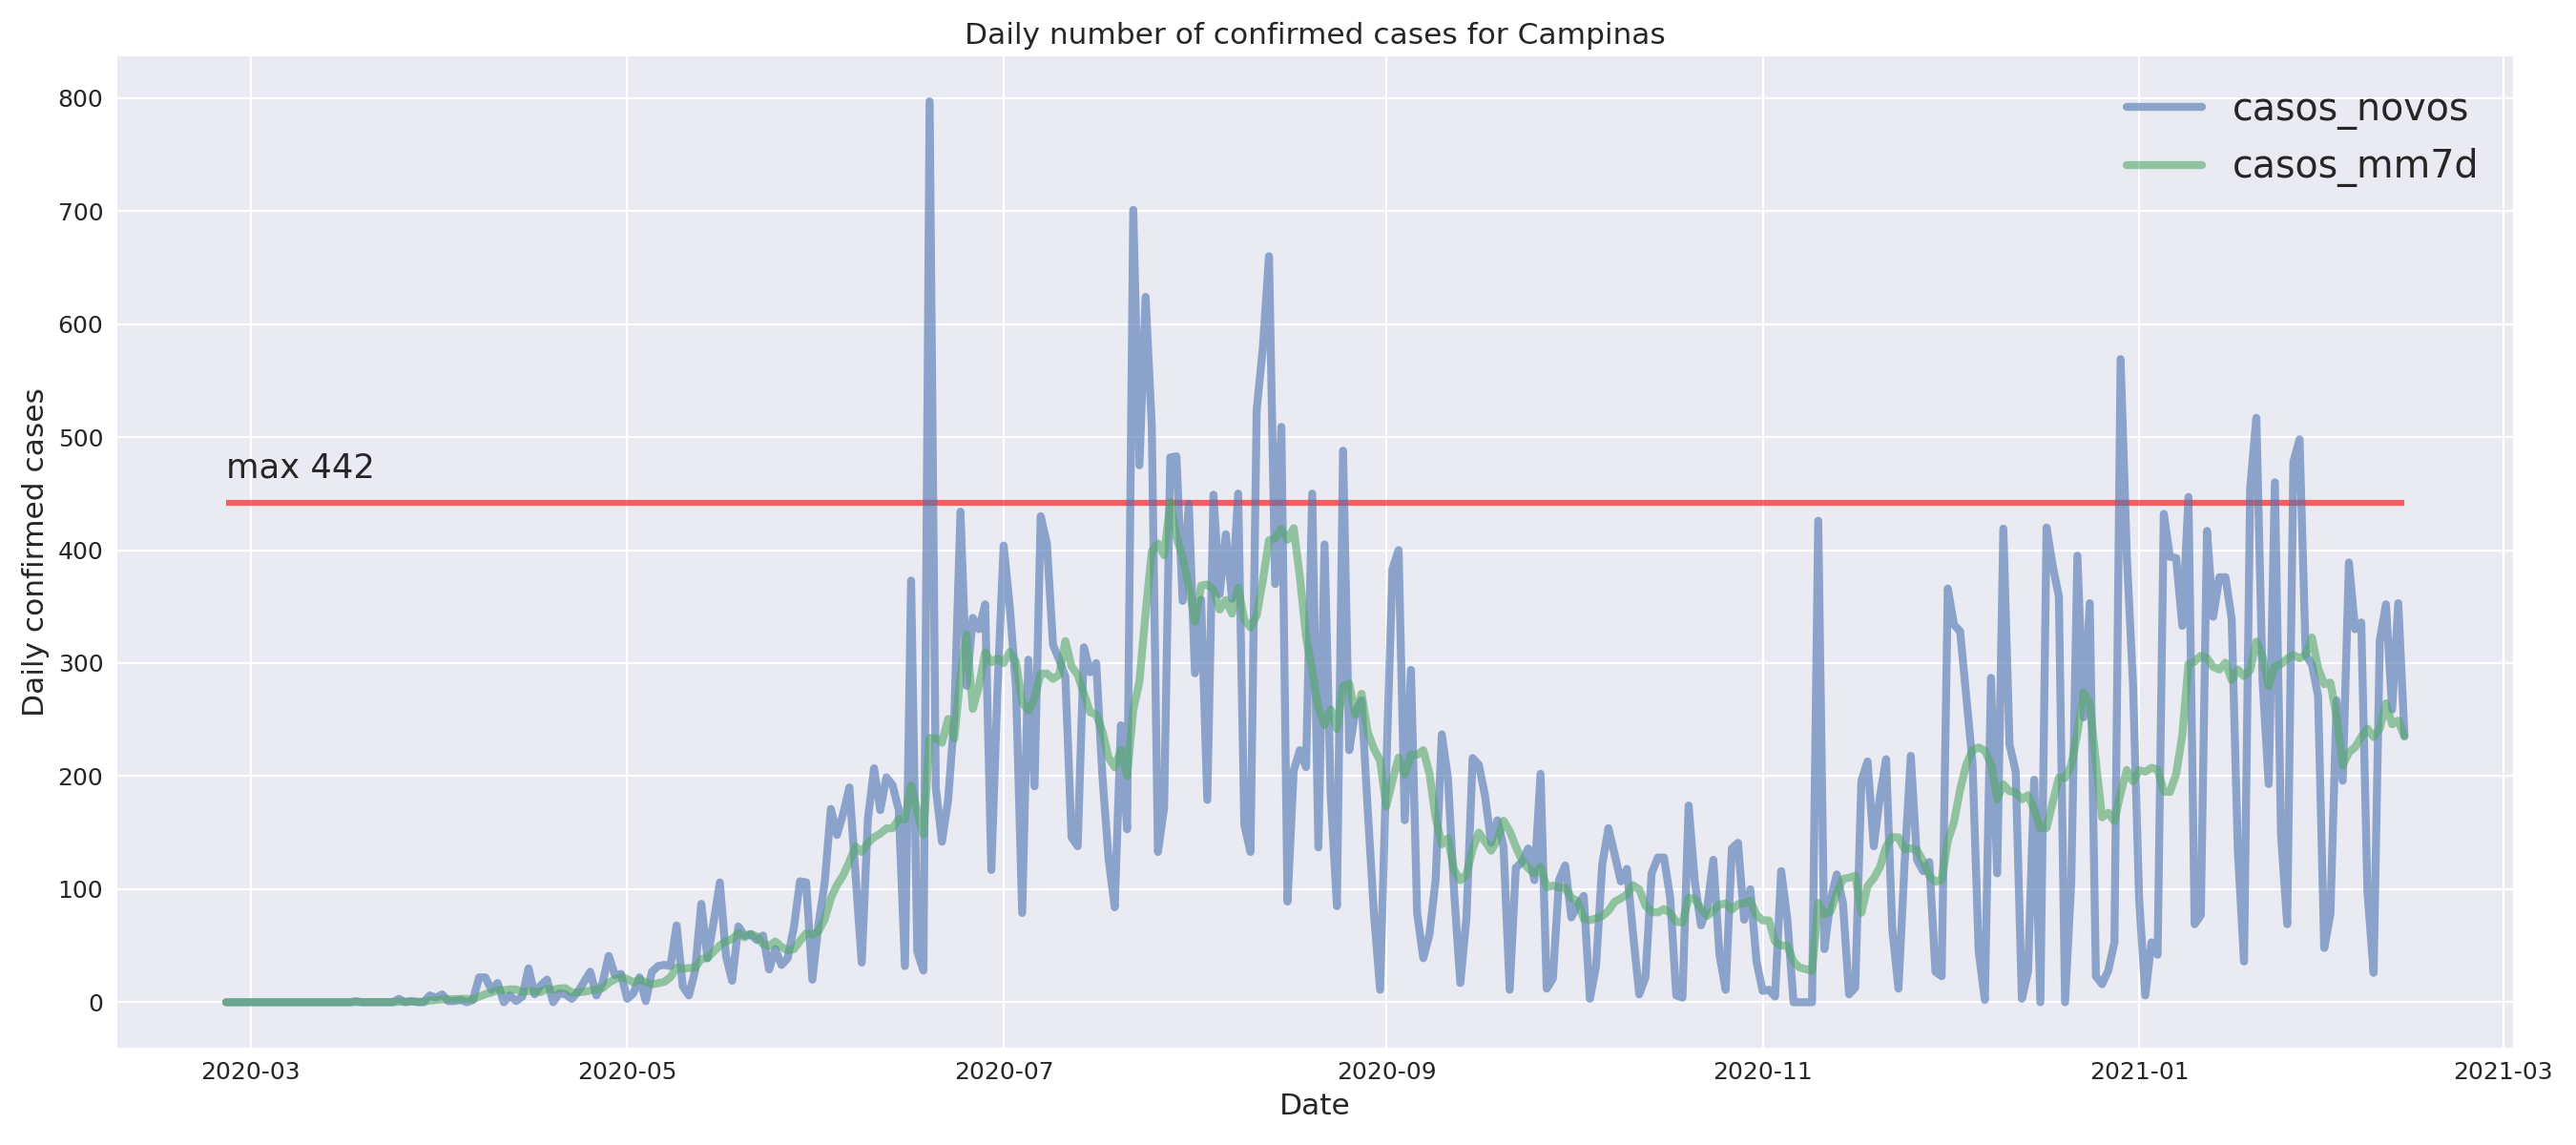 Daily number of confirmed cases for Campinas
800
700
600
500
400
300
200
100
0
Daily confirmed cases
casos_novos
casos_mm7d
max 442
2020-03
2020-05
2020-07
2020-09
2020-11
2021-01
2021-03
Date